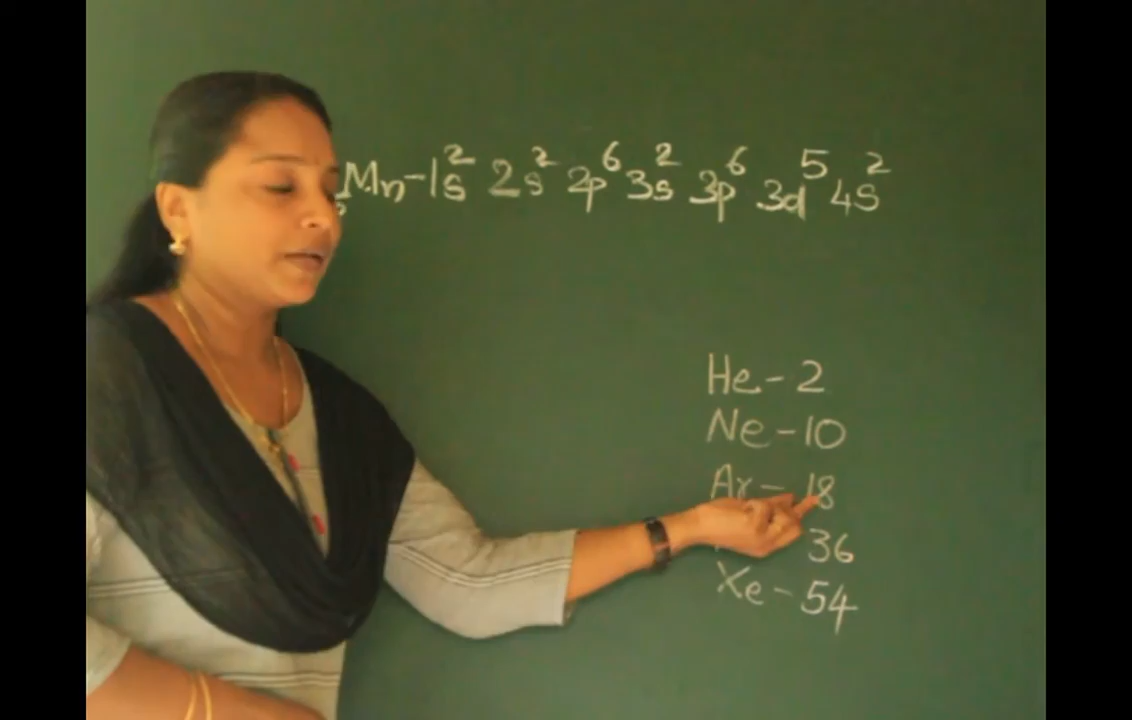 Mn-1s² 2s² 2p⁶ 3s² 3p⁶ 3d⁵ 4s²
He-2
Ne-10
Ar-18
36
Xe-54